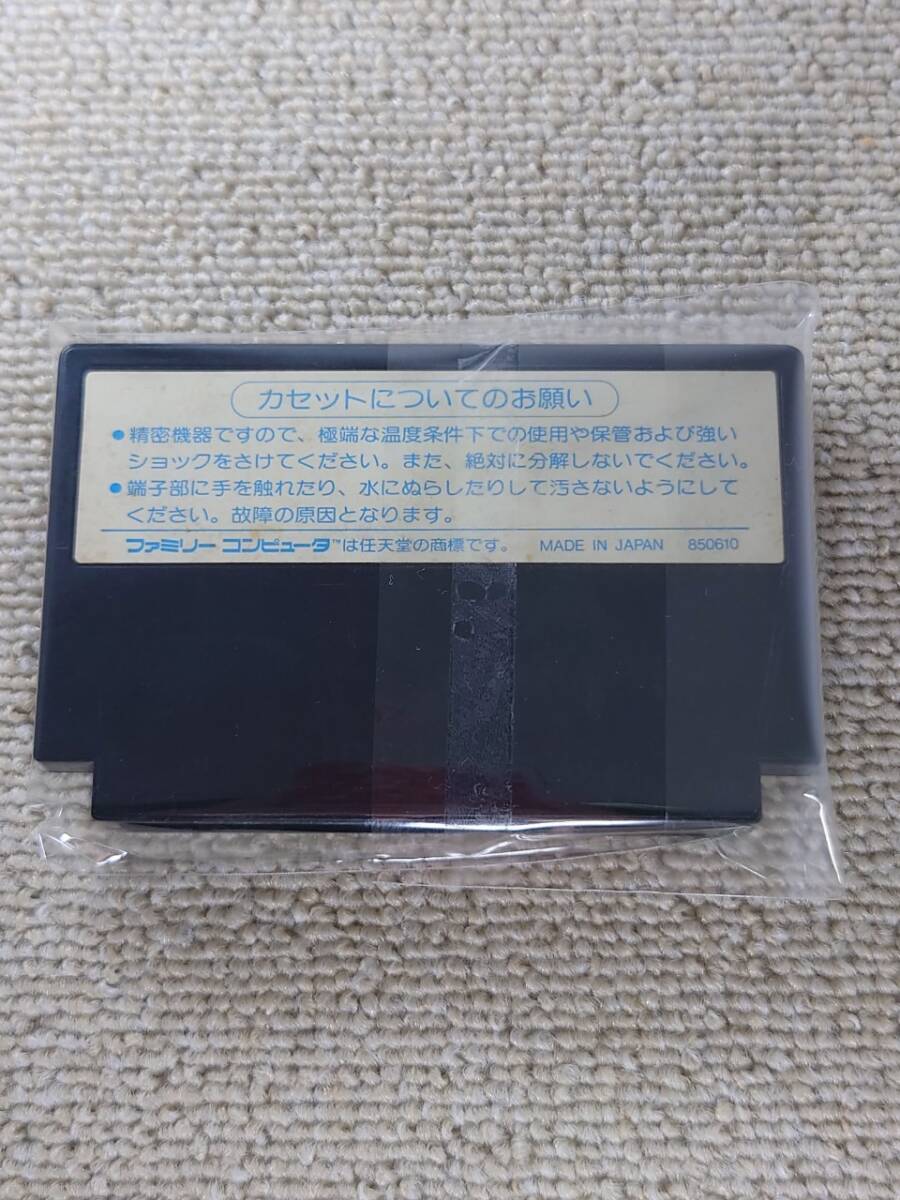 カセットについてのお願い
●精密機器ですので、極端な温度条件下での使用や保管および強い
ショックをさけてください。また、絶対に分解しないでください。
●端子部に手を触れたり、水にぬらしたりして汚さないようにして
ください。故障の原因となります。
ファミリー コンピュータ™は任天堂の商標です。 MADE IN JAPAN 850610